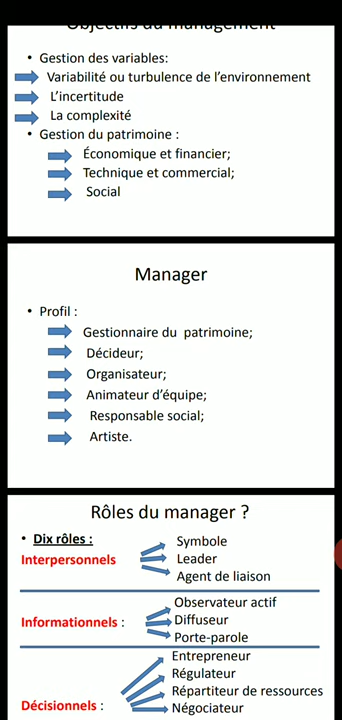 Objectifs du management
• Gestion des variables:
Variabilité ou turbulence de l'environnement
L'incertitude
La complexité
• Gestion du patrimoine :
Économique et financier;
Technique et commercial;
Social
Manager
• Profil :
Gestionnaire du patrimoine;
Décideur;
Organisateur;
Animateur d'équipe;
Responsable social;
Artiste.
Rôles du manager ?
• Dix rôles :
Symbole
Interpersonnels
Leader
Agent de liaison
Observateur actif
Informationnels :
Diffuseur
Porte-parole
Entrepreneur
Régulateur
Répartiteur de ressources
Décisionnels :
Négociateur